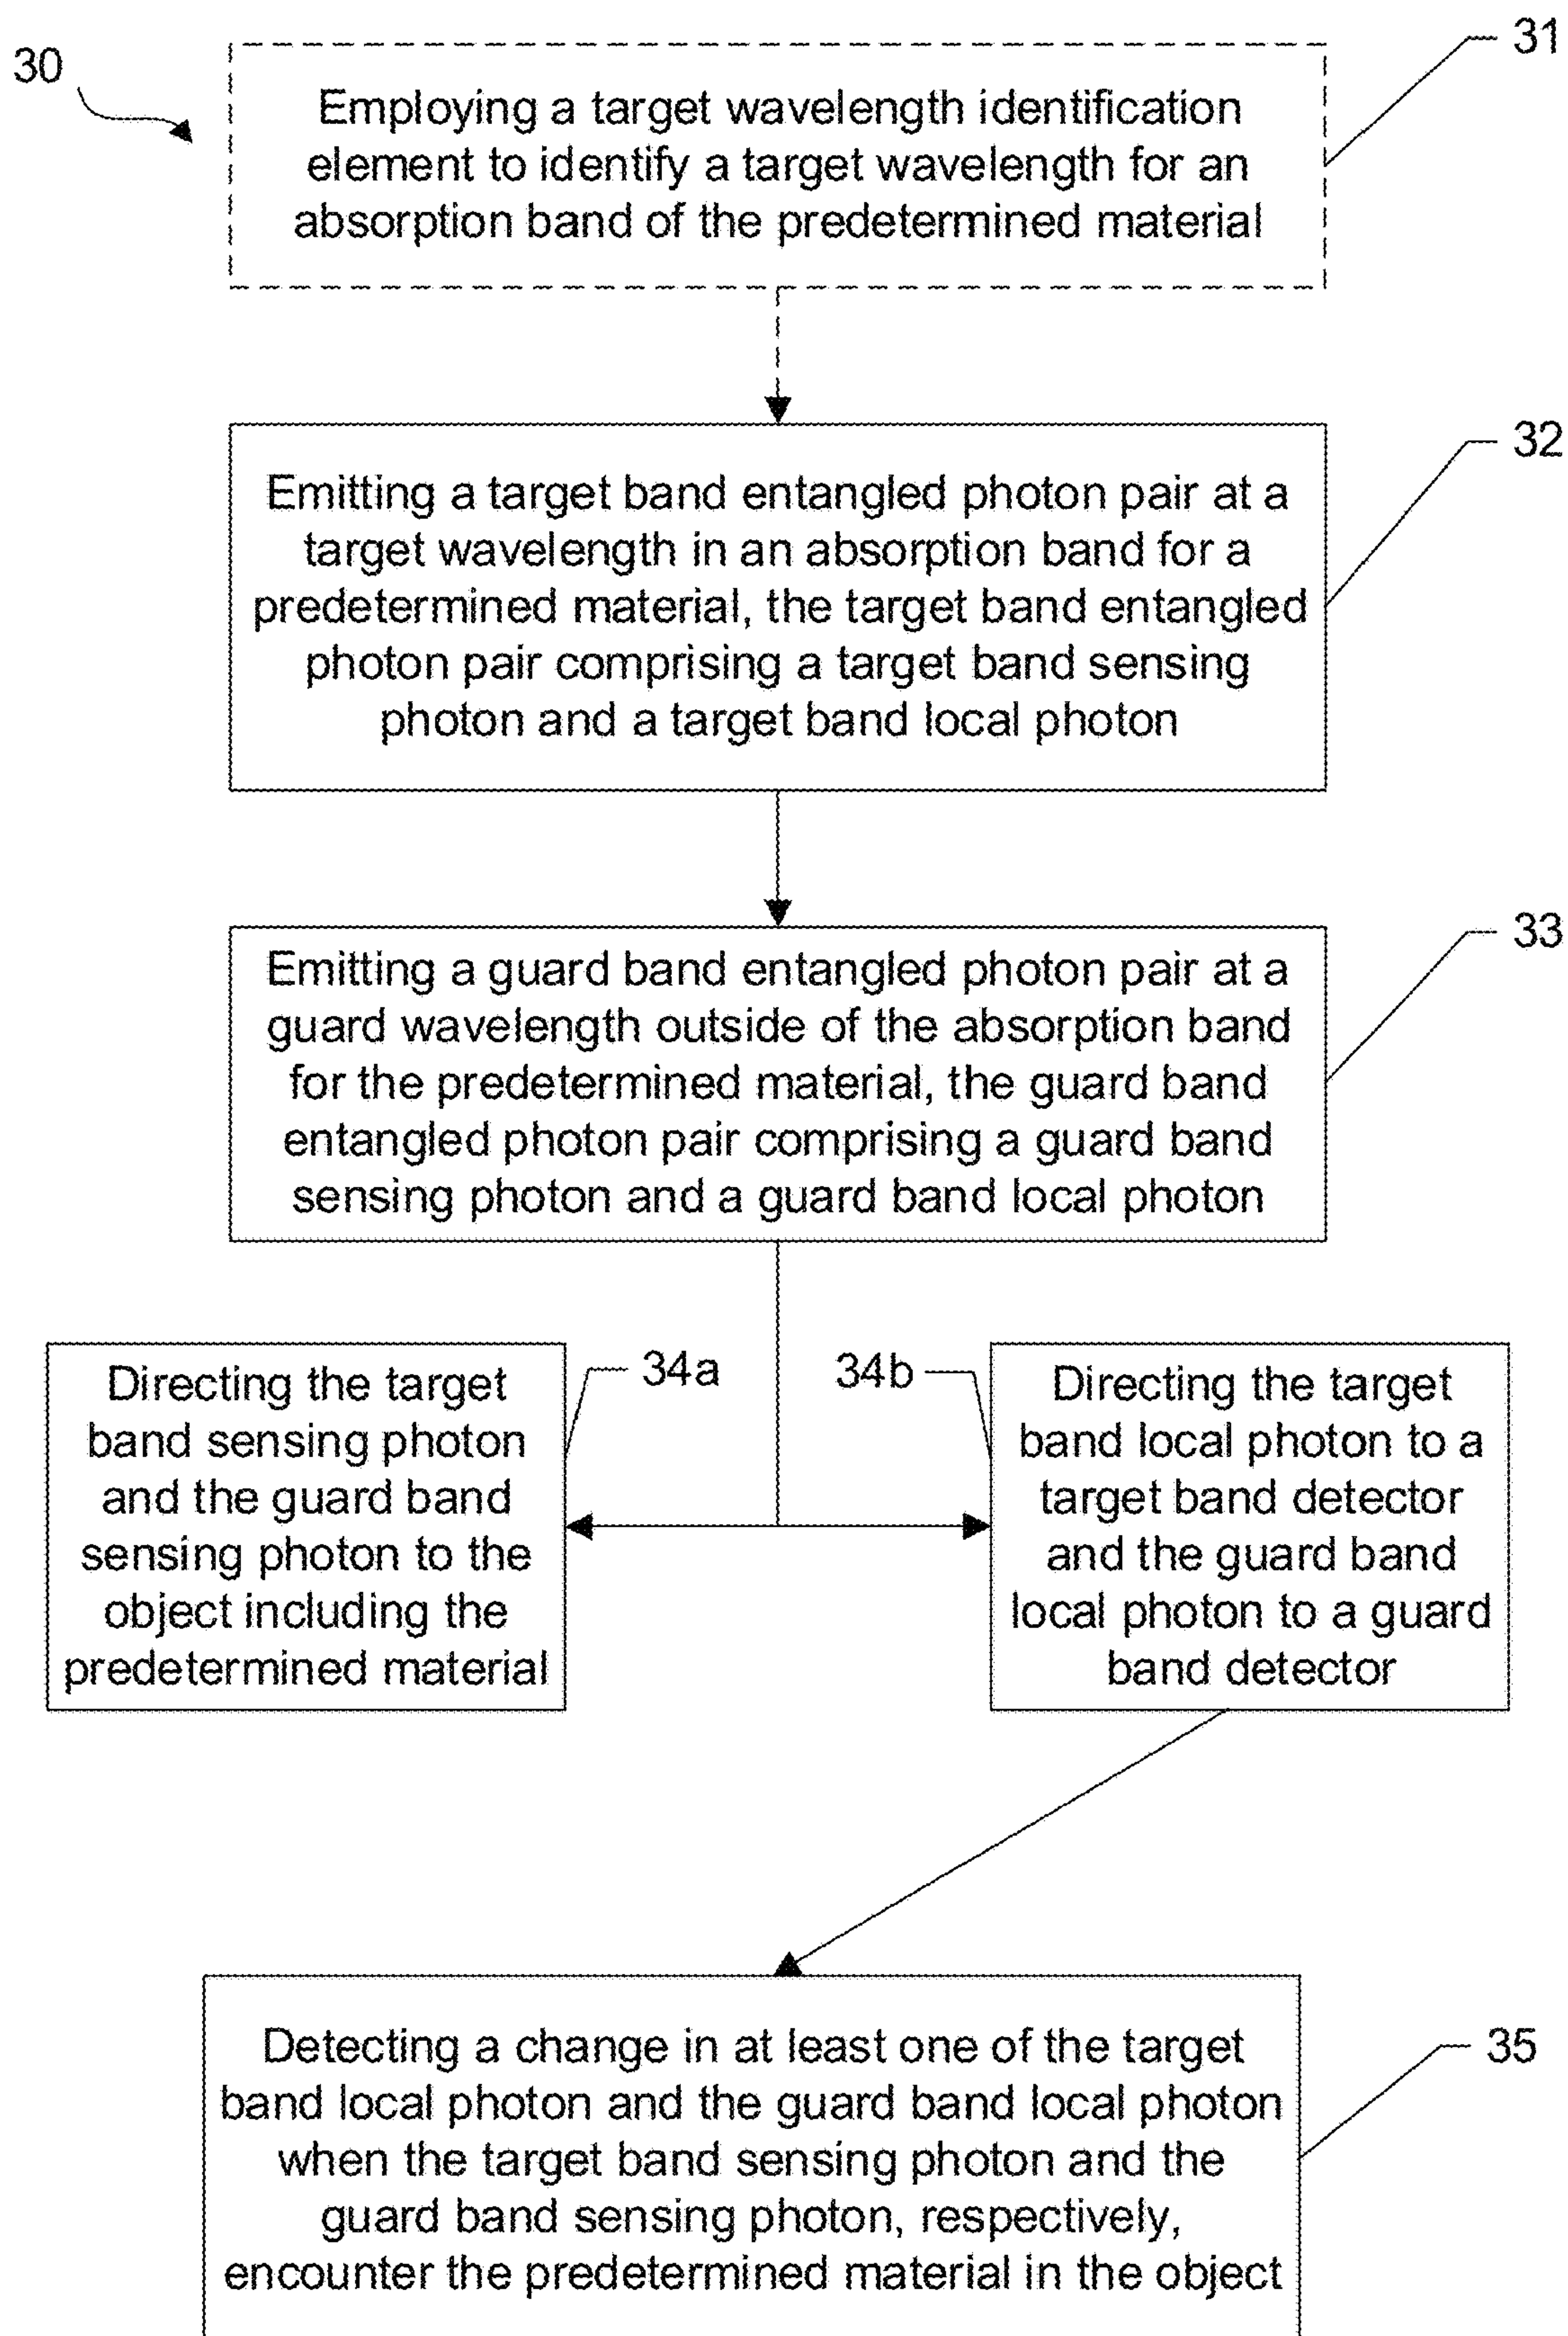 30
31
Employing a target wavelength identification
element to identify a target wavelength for an
absorption band of the predetermined material
32
Emitting a target band entangled photon pair at a
target wavelength in an absorption band for a
predetermined material, the target band entangled
photon pair comprising a target band sensing
photon and a target band local photon
33
Emitting a guard band entangled photon pair at a
guard wavelength outside of the absorption band
for the predetermined material, the guard band
entangled photon pair comprising a guard band
sensing photon and a guard band local photon
34a
Directing the target
band sensing photon
and the guard band
sensing photon to the
object including the
predetermined material
34b
Directing the target
band local photon to a
target band detector
and the guard band
local photon to a guard
band detector
35
Detecting a change in at least one of the target
band local photon and the guard band local photon
when the target band sensing photon and the
guard band sensing photon, respectively,
encounter the predetermined material in the object